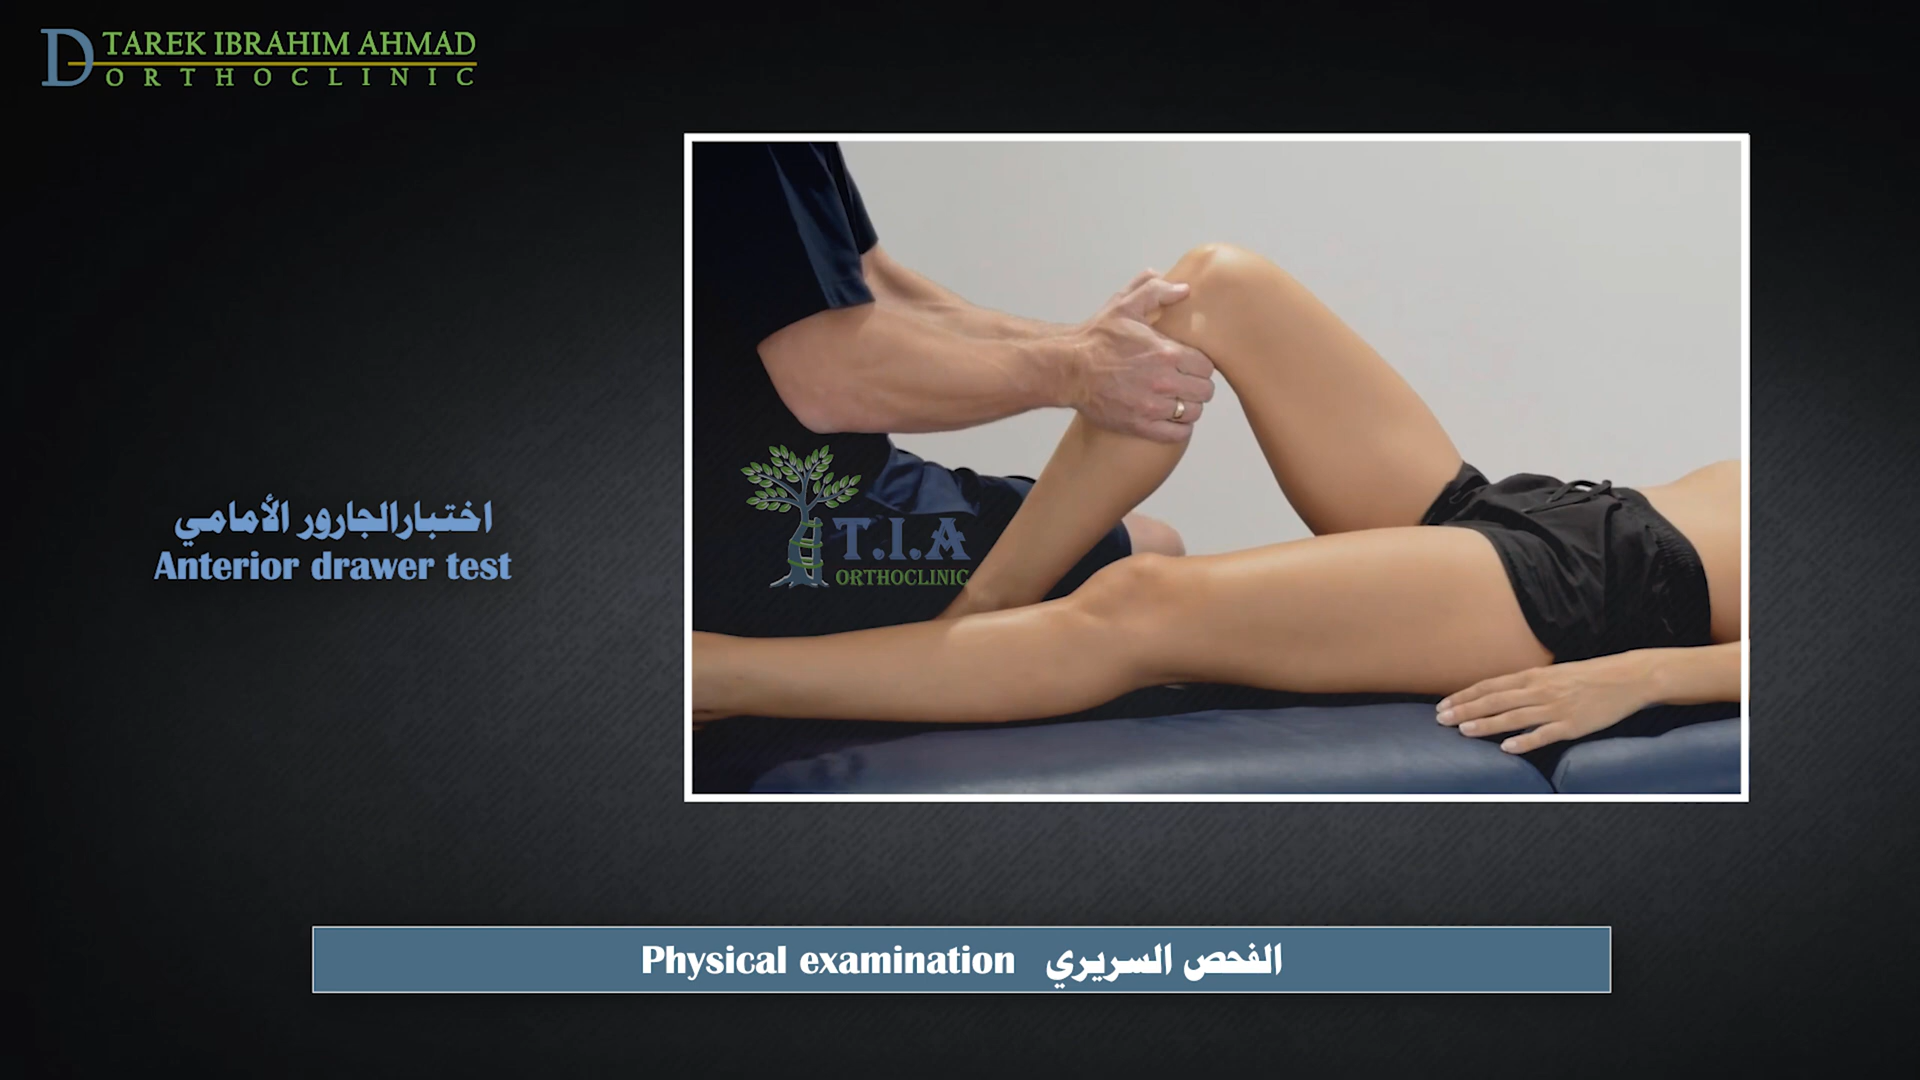 D TAREK IBRAHIM AHMAD
ORTHOCLINIC
اختبارالجارور الأمامي
Anterior drawer test
T.I.A
ORTHOCLINIC
Physical examination الفحص السريري